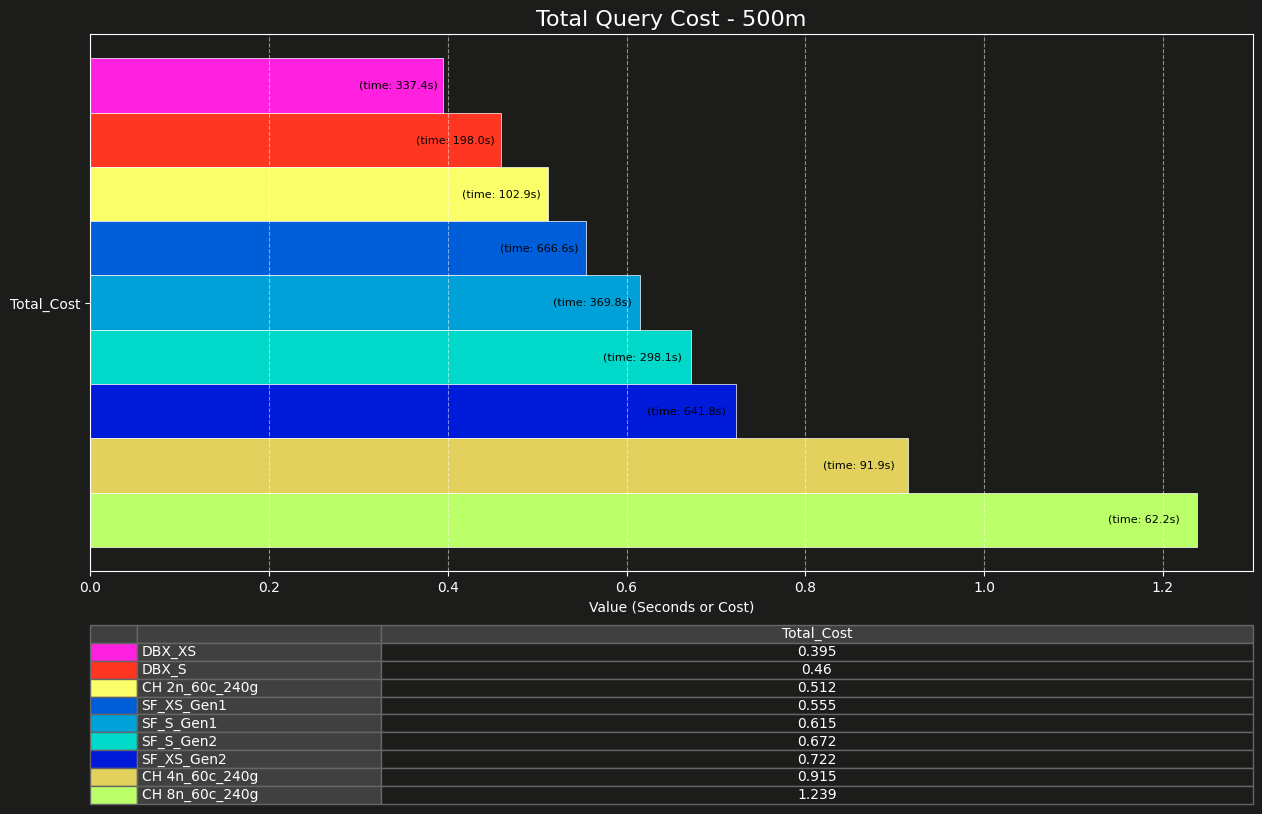 Total Query Cost - 500m
(time: 337.4s)
(time: 198.0s)
(time: 102.9s)
(time: 666.6s)
Total_Cost
(time: 369.8s)
(time: 298.1s)
(time: 641.8s)
(time: 91.9s)
(time: 62.2s)
0.0 0.2 0.4 0.6 0.8 1.0 1.2
Value (Seconds or Cost)
Total_Cost
DBX_XS 0.395
DBX_S 0.46
CH 2n_60c_240g 0.512
SF_XS_Gen1 0.555
SF_S_Gen1 0.615
SF_S_Gen2 0.672
SF_XS_Gen2 0.722
CH 4n_60c_240g 0.915
CH 8n_60c_240g 1.239